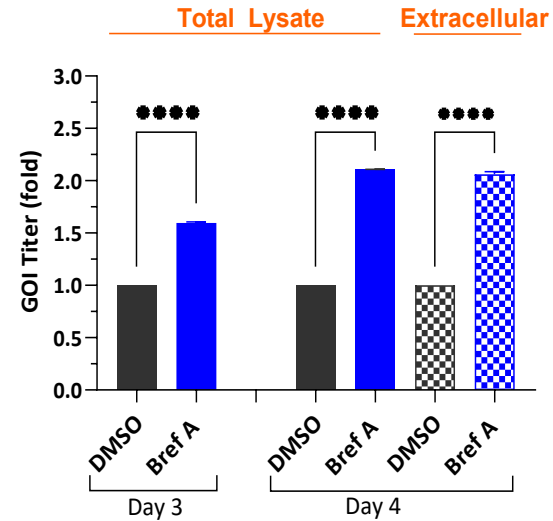 Total Lysate Extracellular
GOI Titer (fold)
3.0
2.5
2.0
1.5
1.0
0.5
0.0
DMSO Bref A DMSO Bref A DMSO Bref A
Day 3 Day 4